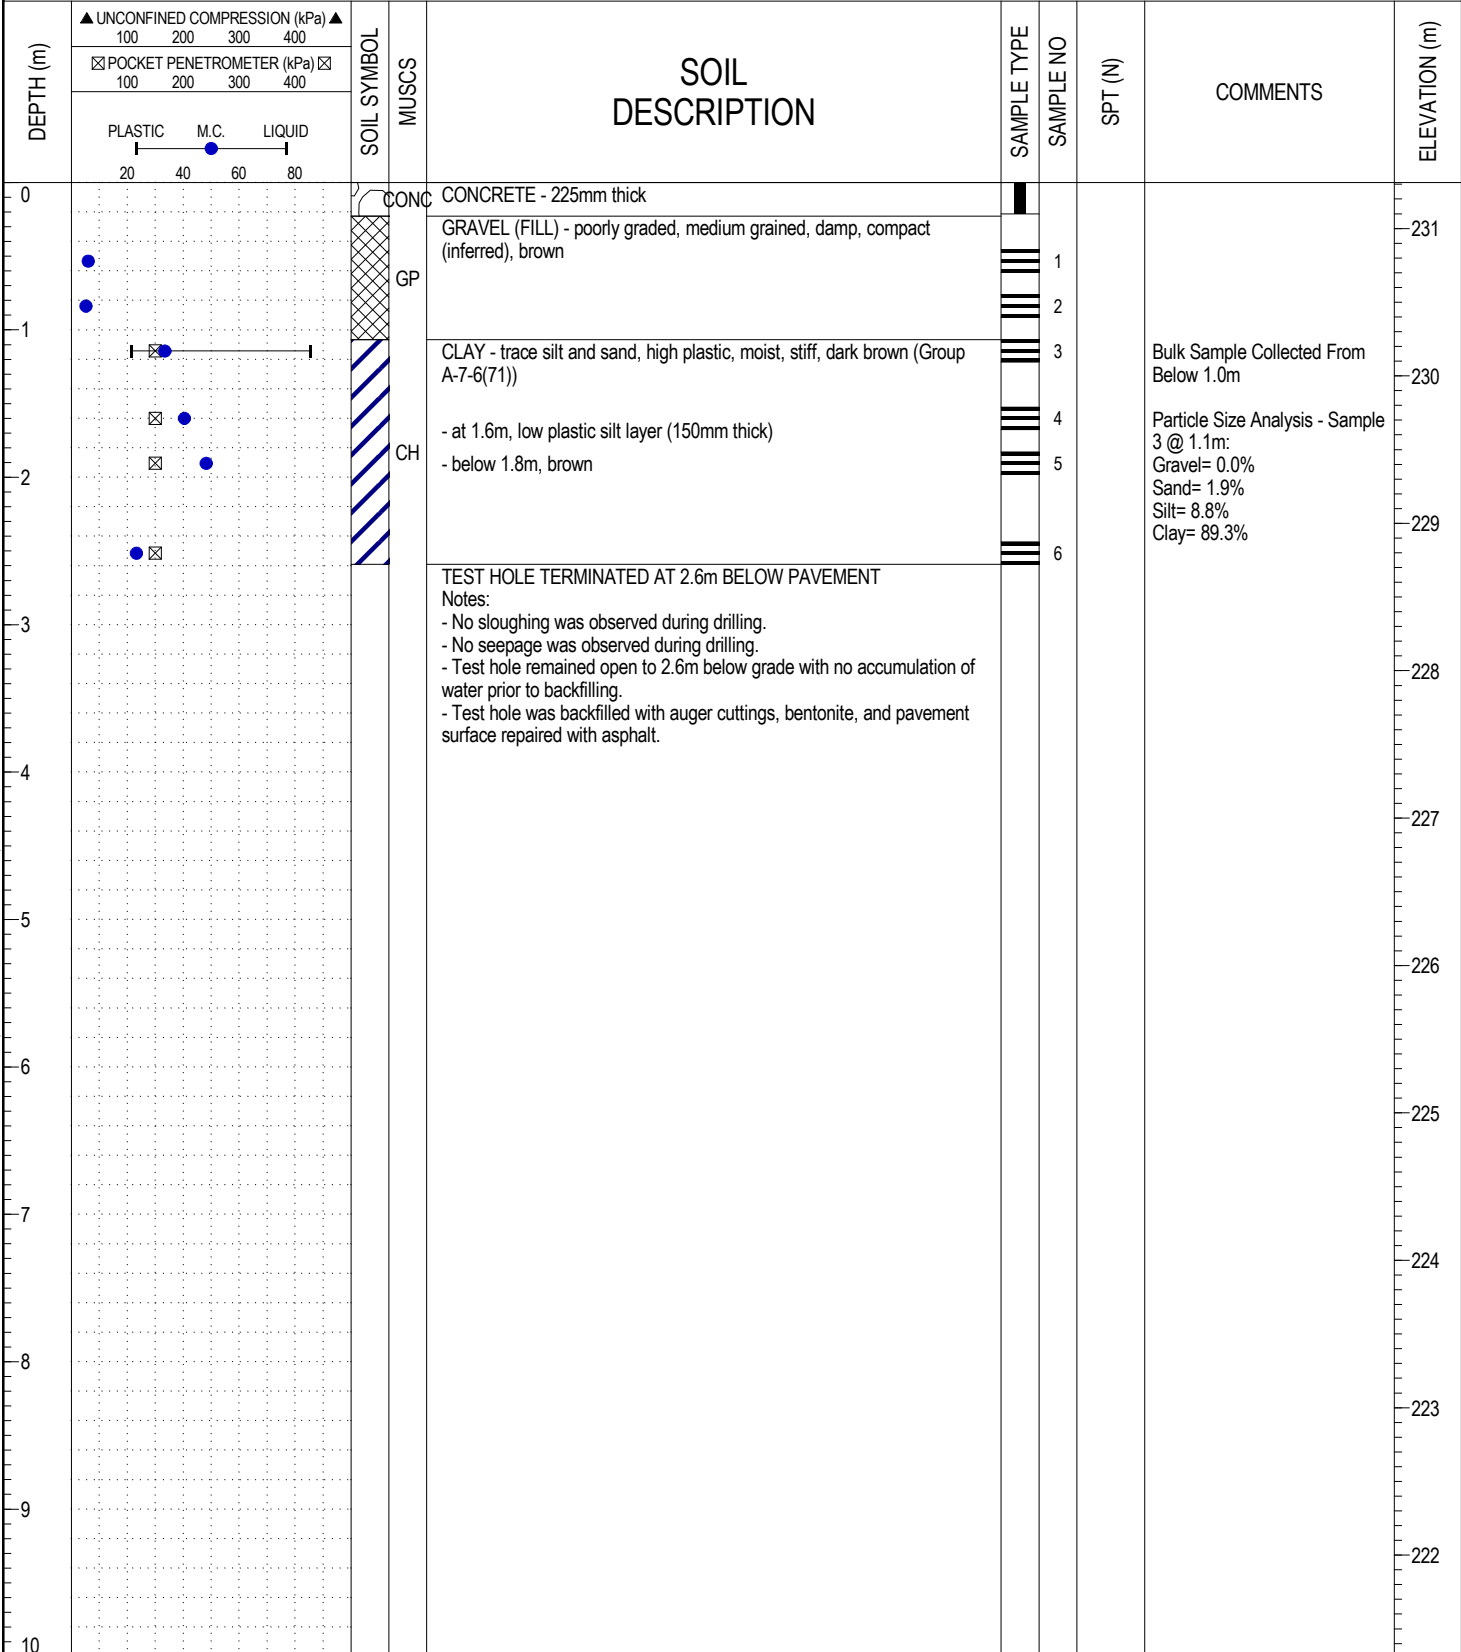 DEPTH (m)
▲ UNCONFINED COMPRESSION (kPa) ▲
100 200 300 400
☒ POCKET PENETROMETER (kPa) ☒
100 200 300 400
PLASTIC M.C. LIQUID
20 40 60 80
SOIL SYMBOL
MUSCS
SOIL
DESCRIPTION
SAMPLE TYPE
SAMPLE NO
SPT (N)
COMMENTS
ELEVATION (m)
0
CONC
CONCRETE - 225mm thick
GRAVEL (FILL) - poorly graded, medium grained, damp, compact
(inferred), brown
GP
1
2
231
1
CLAY - trace silt and sand, high plastic, moist, stiff, dark brown (Group
A-7-6(71))
- at 1.6m, low plastic silt layer (150mm thick)
- below 1.8m, brown
CH
3
4
5
6
Bulk Sample Collected From
Below 1.0m
Particle Size Analysis - Sample
3 @ 1.1m:
Gravel= 0.0%
Sand= 1.9%
Silt= 8.8%
Clay= 89.3%
230
2
229
TEST HOLE TERMINATED AT 2.6m BELOW PAVEMENT
Notes:
- No sloughing was observed during drilling.
- No seepage was observed during drilling.
- Test hole remained open to 2.6m below grade with no accumulation of
water prior to backfilling.
- Test hole was backfilled with auger cuttings, bentonite, and pavement
surface repaired with asphalt.
3
228
4
227
5
226
6
225
7
224
8
223
9
222
10